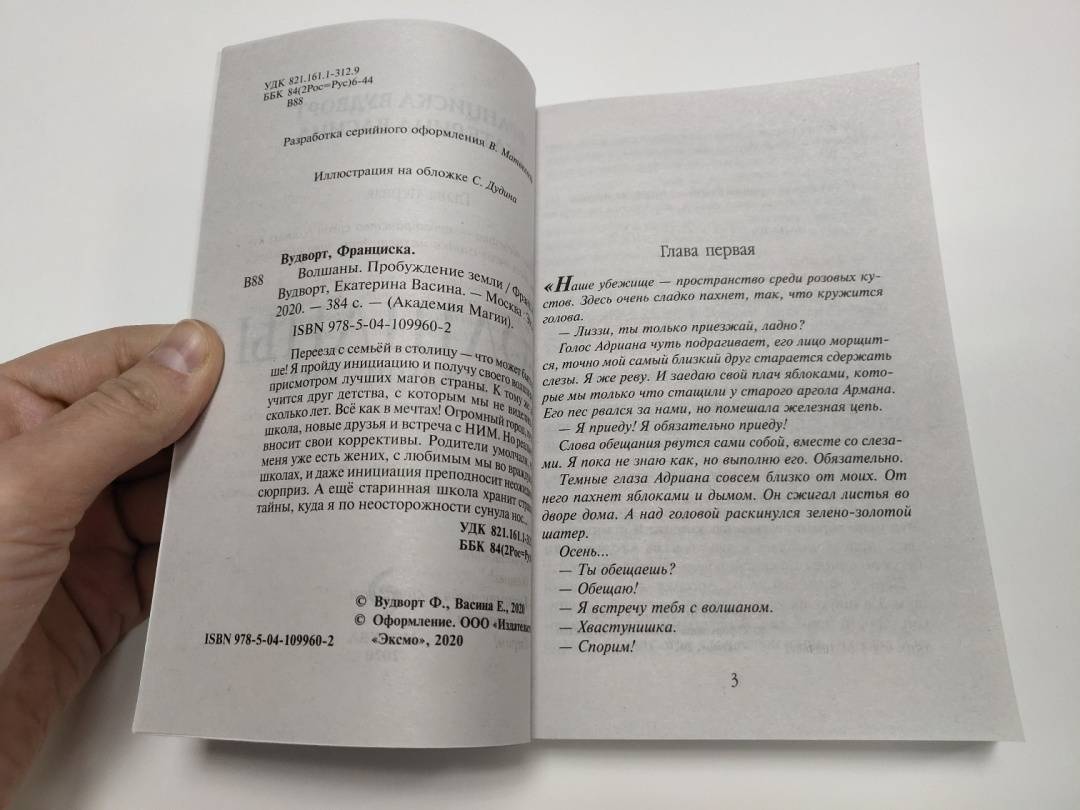 УДК 821.161.1-312.9
ББК 84(2Рос=Рус)6-44
В88
Разработка серийного оформления В.
Иллюстрация на обложке С. Дудина
Вудворт, Франциска.
В88
Волшаны. Пробуждение земли /
Вудворт, Екатерина Васина. — Москва :
2020. — 384 с. — (Академия Магии).
ISBN 978-5-04-109960-2
Переезд с семьёй в столицу — что может
ше! Я пройду инициацию и получу своего
присмотром лучших магов страны. К тому же
учится друг детства, с которым мы не
сколько лет. Всё как в мечтах! Огромный город,
школа, новые друзья и встреча с НИМ. Но
вносит свои коррективы. Родители
меня уже есть жених, с любимым мы во
школах, и даже инициация преподносит
сюрприз. А ещё старинная школа хранит
тайны, куда я по неосторожности сунула нос...
УДК 821.161.1-312
ББК 84(2Рос=Рус
© Вудворт Ф., Васина Е., 2020
© Оформление. ООО
ISBN 978-5-04-109960-2
«Эксмо», 2020
Глава первая
«Наше убежище — пространство среди розовых ку-
стов. Здесь очень сладко пахнет, так, что кружится
голова.
— Лиззи, ты только приезжай, ладно?
Голос Адриана чуть подрагивает, его лицо морщит-
ся, точно мой самый близкий друг старается сдержать
слезы. Я же реву. И заедаю свой плач яблоками, кото-
рые мы только что стащили у старого аргола Армана.
Его пес рвался за нами, но помешала железная цепь.
— Я приеду! Я обязательно приеду!
Слова обещания рвутся сами собой, вместе со слеза-
ми. Я пока не знаю как, но выполню его. Обязательно.
Темные глаза Адриана совсем близко от моих. От
него пахнет яблоками и дымом. Он сжигал листья во
дворе дома. А над головой раскинулся зелено-золотой
шатер.
Осень...
— Ты обещаешь?
— Обещаю!
— Я встречу тебя с волшаном.
— Хвастунишка.
— Спорим!
3